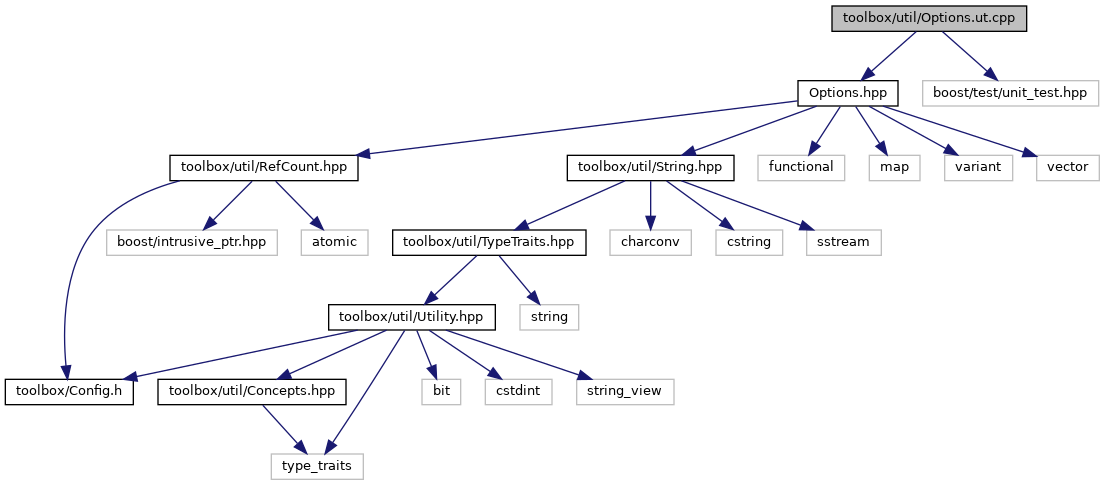 toolbox/util/Options.ut.cpp
Options.hpp
boost/test/unit_test.hpp
toolbox/util/RefCount.hpp
toolbox/util/String.hpp
functional
map
variant
vector
boost/intrusive_ptr.hpp
atomic
toolbox/util/TypeTraits.hpp
charconv
cstring
sstream
toolbox/util/Utility.hpp
string
toolbox/Config.h
toolbox/util/Concepts.hpp
bit
cstdint
string_view
type_traits